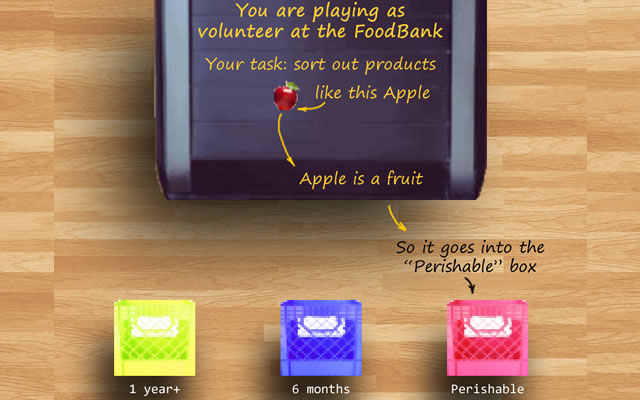 You are playing as
volunteer at the FoodBank
Your task: sort out products
like this Apple
Apple is a fruit
So it goes into the
“Perishable” box
1 year+
6 months
Perishable